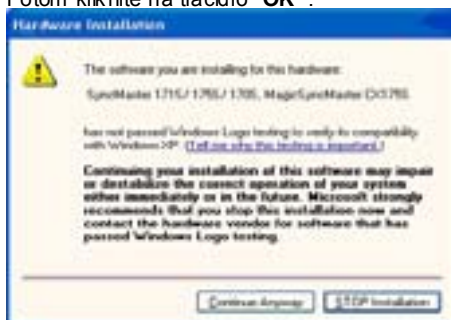 Potom kliknite na tlačidlo "OK" .
Hardware Installation
The software you are installing for this hardware:
SyncMaster 171S / 176S / 170S, MagicSyncMaster CX176S
has not passed Windows Logo testing to verify its compatibility
with Windows XP. (Tell me why this testing is important.)
Continuing your installation of this software may impair
or destabilize the correct operation of your system
either immediately or in the future. Microsoft strongly
recommends that you stop this installation now and
contact the hardware vendor for software that has
passed Windows Logo testing.
Continue Anyway
STOP Installation